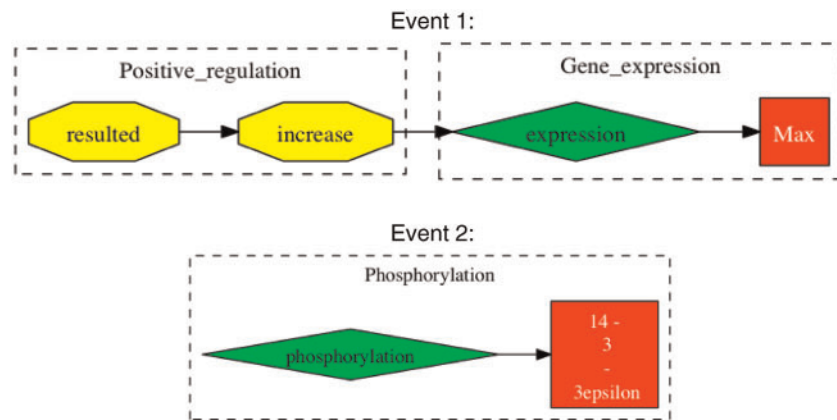 Event 1:
Positive_regulation
Gene_expression
resulted
increase
expression
Max
Event 2:
Phosphorylation
phosphorylation
14 -
3
-
3epsilon